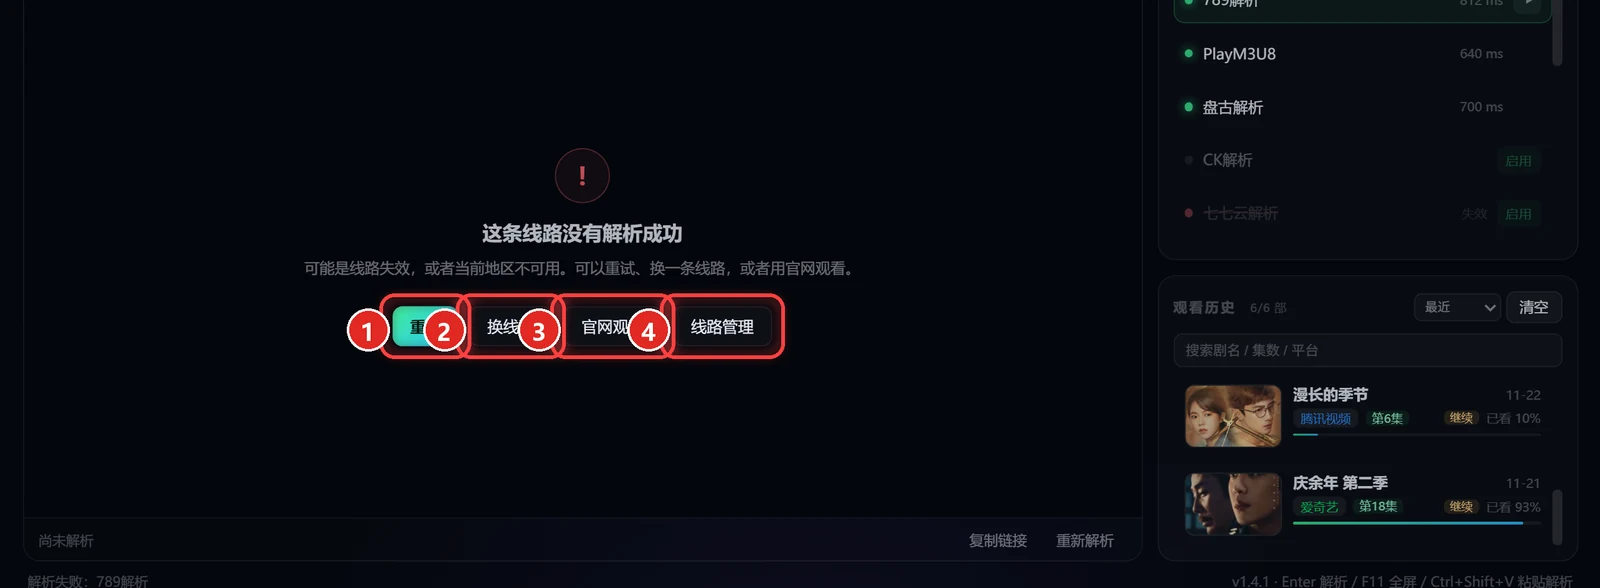 789解析
812 ms
PlayM3U8
640 ms
盘古解析
700 ms
CK解析
启用
七七云解析
失效
启用
!
这条线路没有解析成功
可能是线路失效，或者当前地区不可用。可以重试、换一条线路，或者用官网观看。
1
重
2
换线
3
官网观
4
线路管理
尚未解析
复制链接
重新解析
观看历史
6/6 部
最近
清空
搜索剧名 / 集数 / 平台
漫长的季节
11-22
腾讯视频
第6集
继续
已看 10%
庆余年 第二季
11-21
爱奇艺
第18集
继续
已看 93%
解析失败：789解析
v1.4.1 · Enter 解析 / F11 全屏 / Ctrl+Shift+V 粘贴解析